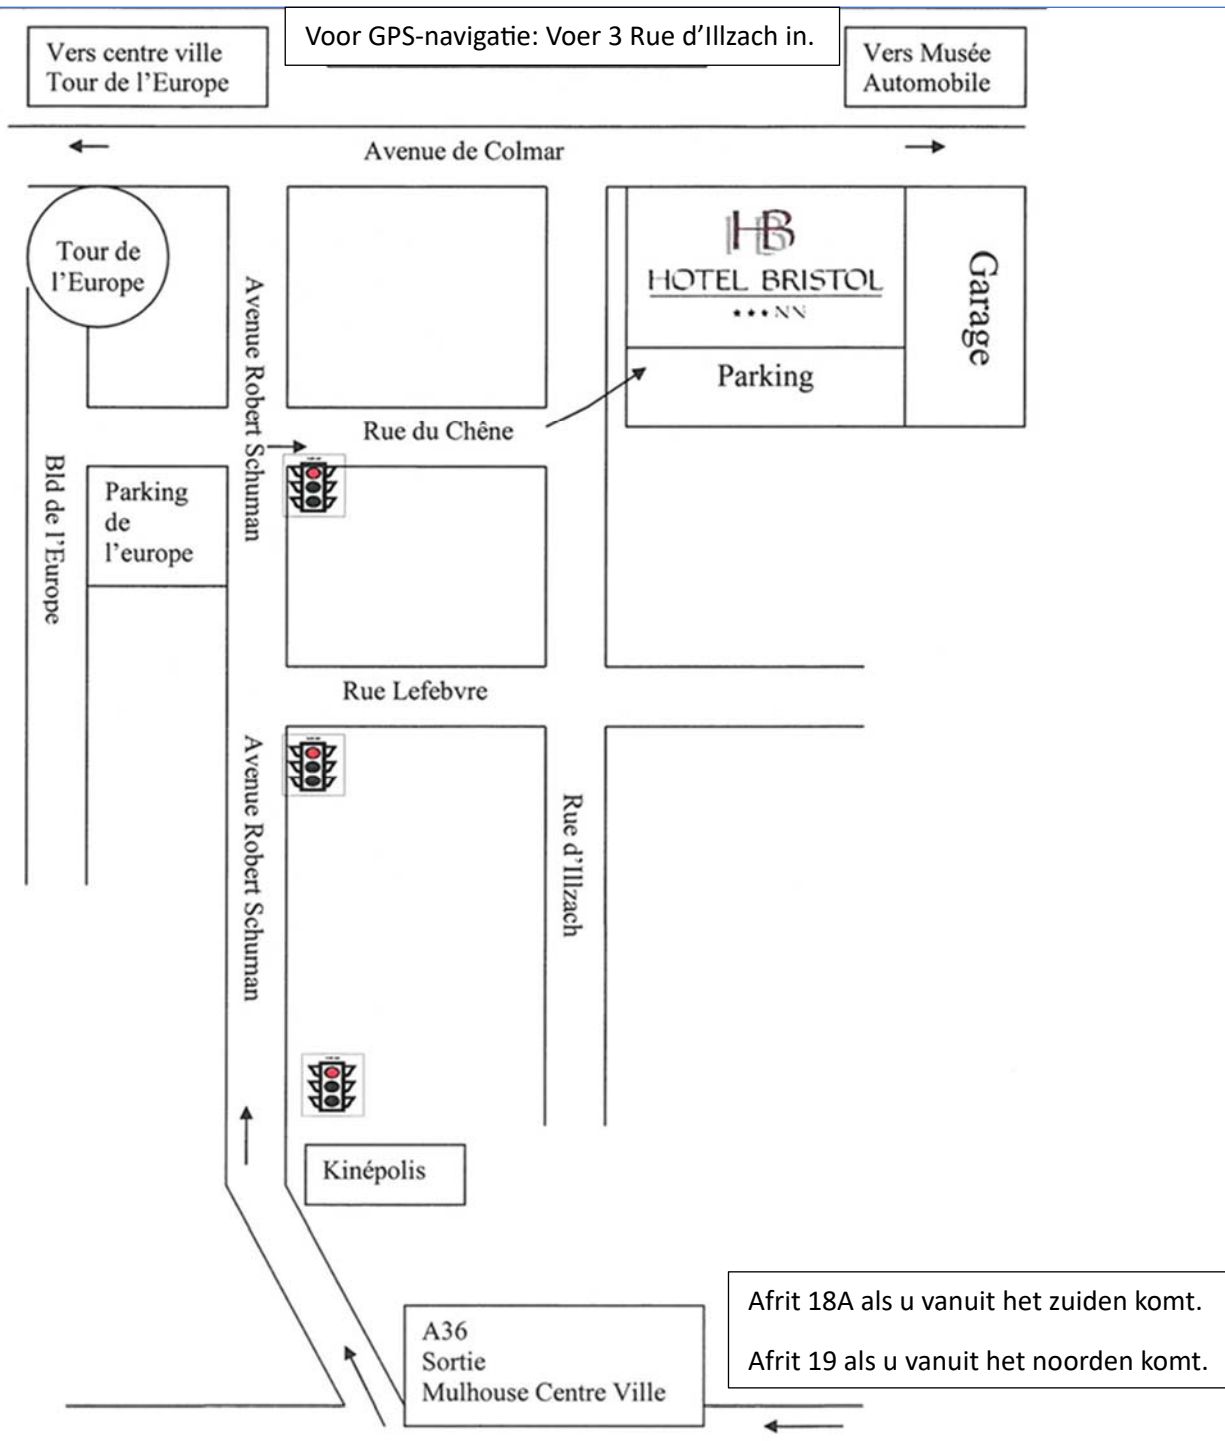 Voor GPS-navigatie: Voer 3 Rue d’Illzach in.
Vers centre ville
Tour de l’Europe
Vers Musée
Automobile
Avenue de Colmar
Tour de
l’Europe
Avenue Robert Schuman
HB
HOTEL BRISTOL
★★★NN
Parking
Garage
Rue du Chêne
Bld de l’Europe
Parking
de
l’europe
Rue Lefebvre
Avenue Robert Schuman
Rue d’Illzach
Kinépolis
A36
Sortie
Mulhouse Centre Ville
Afrit 18A als u vanuit het zuiden komt.
Afrit 19 als u vanuit het noorden komt.